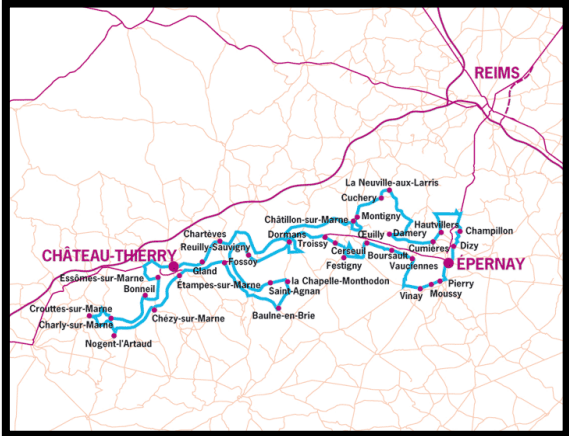 REIMS
La Neuville-aux-Larris
Cuchery
Châtillon-sur-Marne
Montigny
Hautvillers
Champillon
Chartèves
Dormans
Œuilly
Damery
Reuilly-Sauvigny
Troissy
Cumières
Dizy
CHÂTEAU-THIERRY
Cerseuil
Boursault
Gland
Fossoy
Festigny
Vauciennes
ÉPERNAY
Essômes-sur-Marne
Étampes-sur-Marne
la Chapelle-Monthodon
Bonneil
Saint-Agnan
Pierry
Vinay
Moussy
Crouttes-sur-Marne
Chézy-sur-Marne
Baulne-en-Brie
Charly-sur-Marne
Nogent-l'Artaud